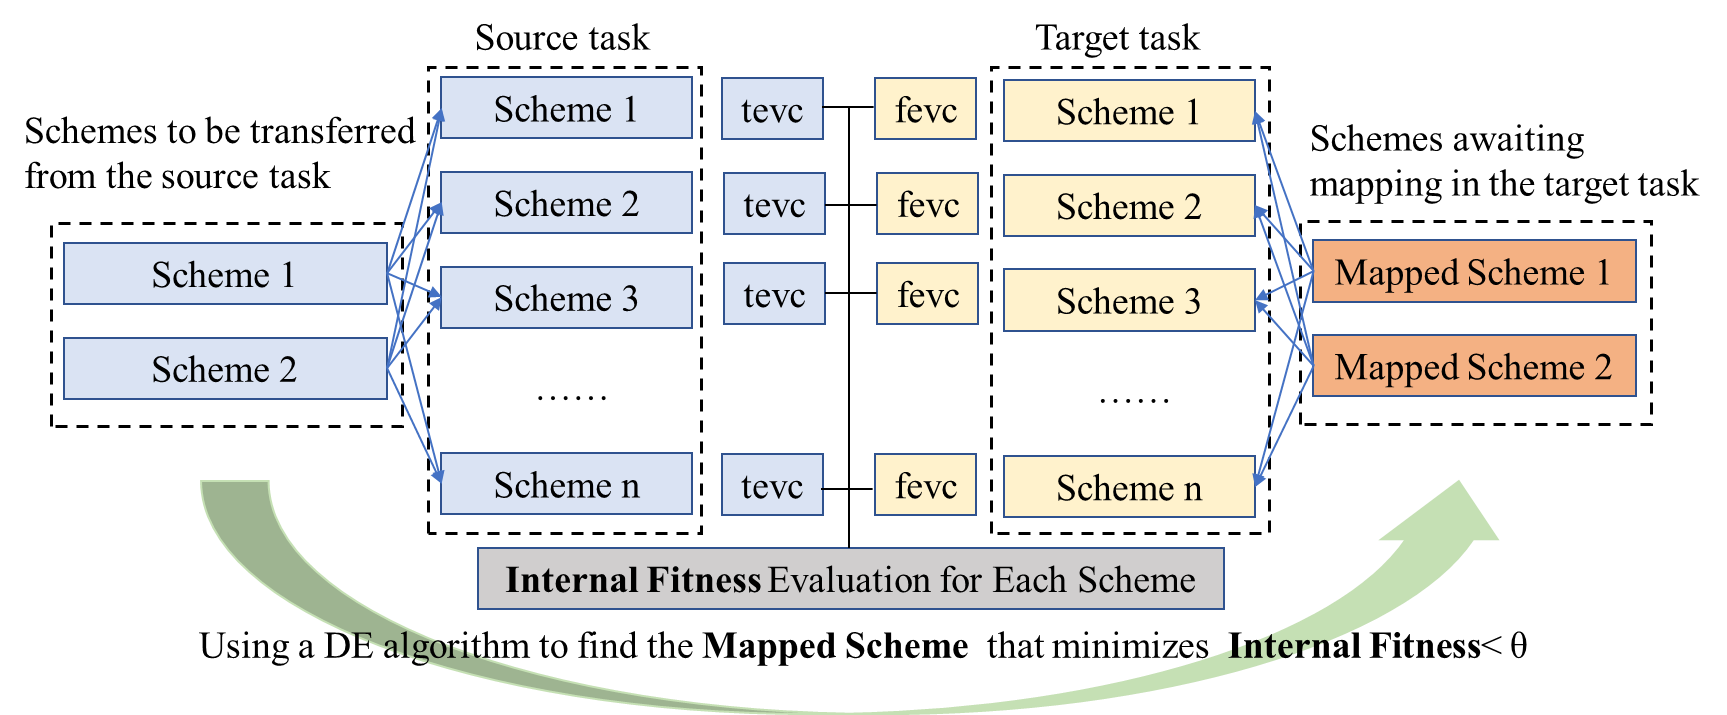 Source task
Target task
Schemes to be transferred
from the source task
Scheme 1
Scheme 2
Scheme 1
Scheme 2
Scheme 3
……
Scheme n
tevc
fevc
tevc
fevc
tevc
fevc
tevc
fevc
Scheme 1
Scheme 2
Scheme 3
……
Scheme n
Schemes awaiting
mapping in the target task
Mapped Scheme 1
Mapped Scheme 2
Internal Fitness Evaluation for Each Scheme
Using a DE algorithm to find the Mapped Scheme that minimizes Internal Fitness< θ